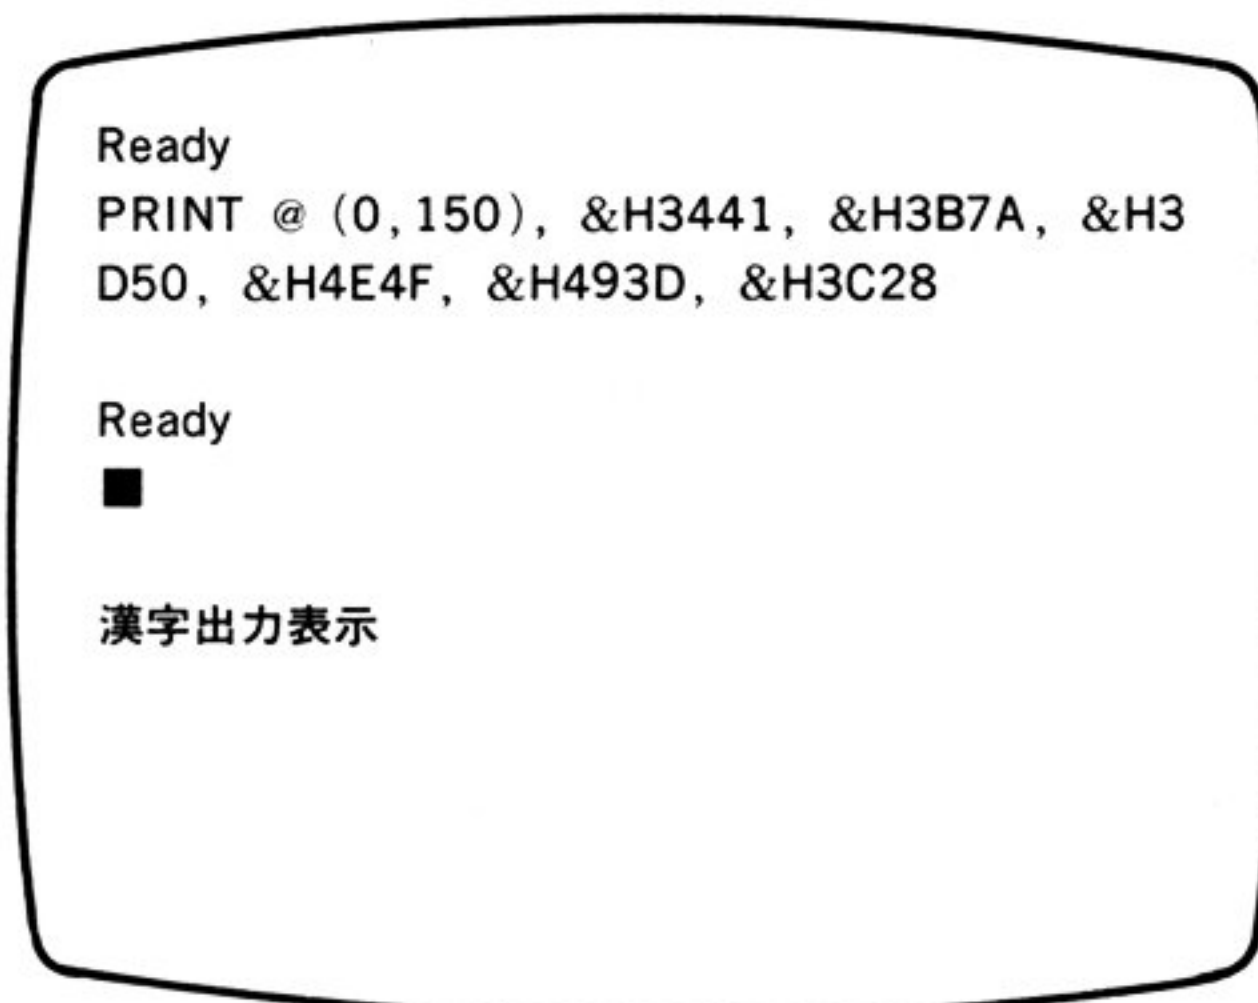 Ready
PRINT @ (0,150), &H3441, &H3B7A, &H3
D50, &H4E4F, &H493D, &H3C28
Ready
漢字出力表示